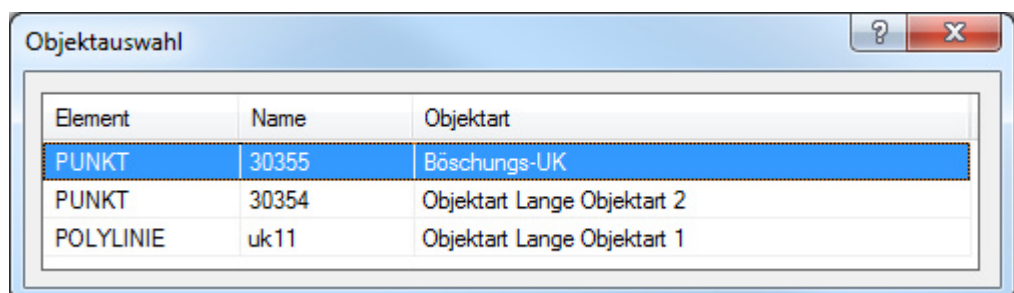 Objektauswahl
Element Name Objektart
PUNKT 30355 Böschungs-UK
PUNKT 30354 Objektart Lange Objektart 2
POLYLINIE uk11 Objektart Lange Objektart 1